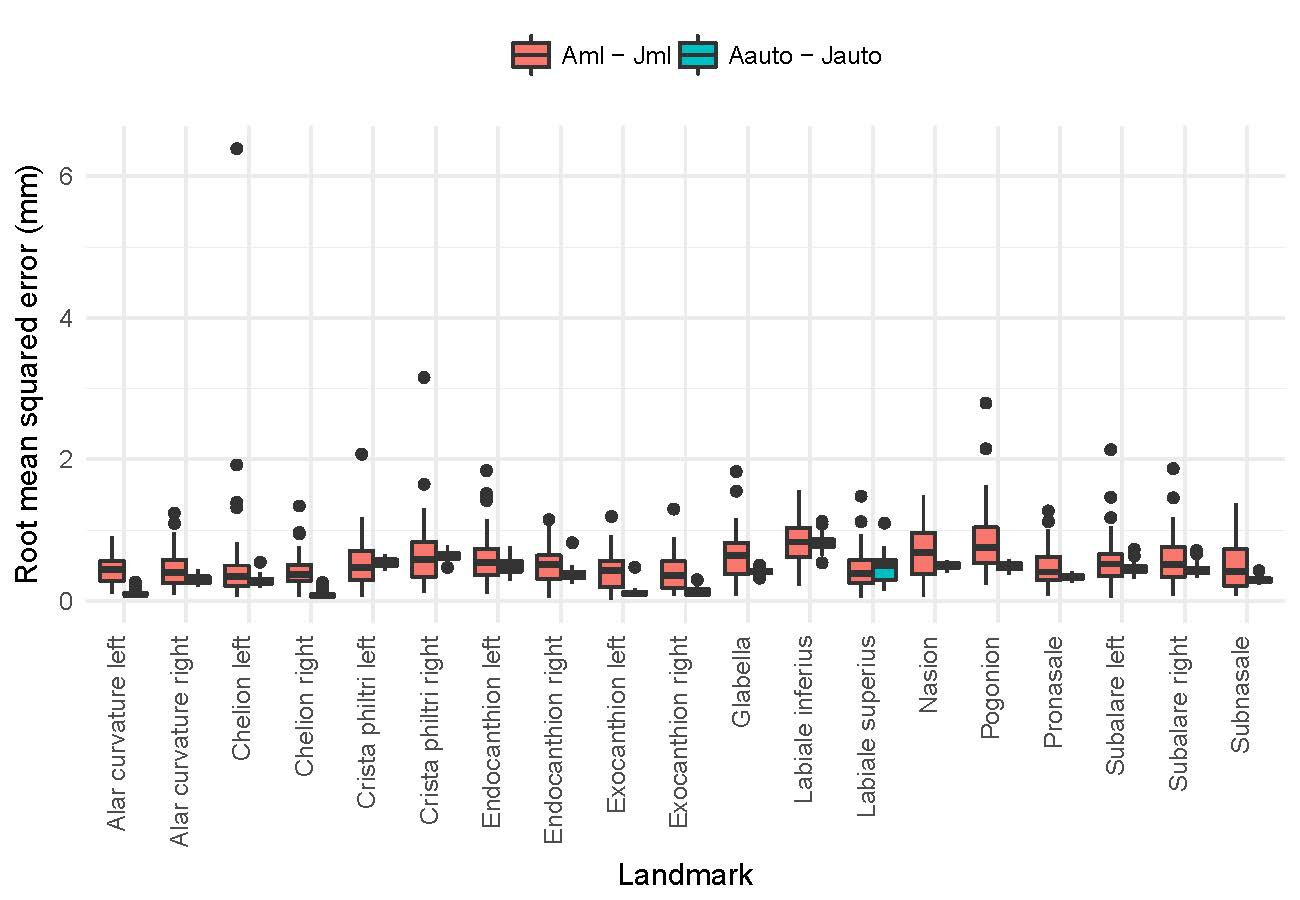 Aml − Jml Aauto − Jauto
Root mean squared error (mm)
6
4
2
0
Alar curvature left
Alar curvature right
Chelion left
Chelion right
Crista philtri left
Crista philtri right
Endocanthion left
Endocanthion right
Exocanthion left
Exocanthion right
Glabella
Labiale inferius
Labiale superius
Nasion
Pogonion
Pronasale
Subalare left
Subalare right
Subnasale
Landmark